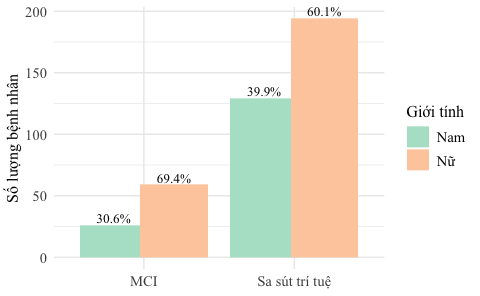 Số lượng bệnh nhân
200
150
100
50
0
30.6%
69.4%
39.9%
60.1%
MCI
Sa sút trí tuệ
Giới tính
Nam
Nữ